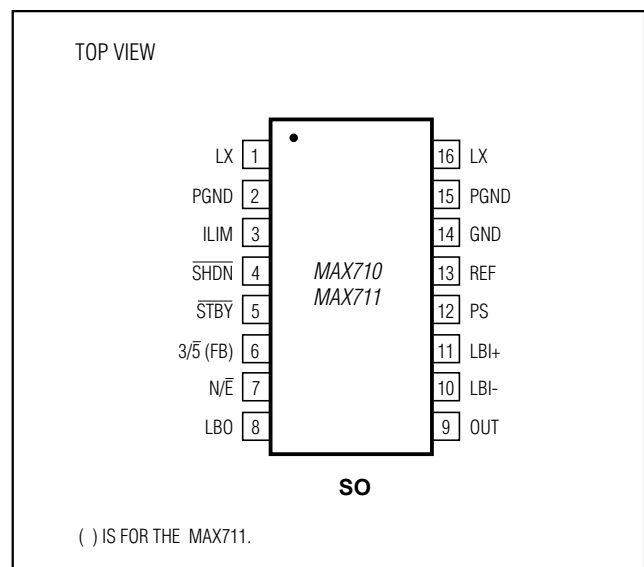 TOP VIEW
LX 1
PGND 2
ILIM 3
S̅H̅D̅N̅ 4
S̅T̅B̅Y̅ 5
3/5̅ (FB) 6
N/E̅ 7
LBO 8
MAX710
MAX711
16 LX
15 PGND
14 GND
13 REF
12 PS
11 LBI+
10 LBI-
9 OUT
SO
( ) IS FOR THE MAX711.